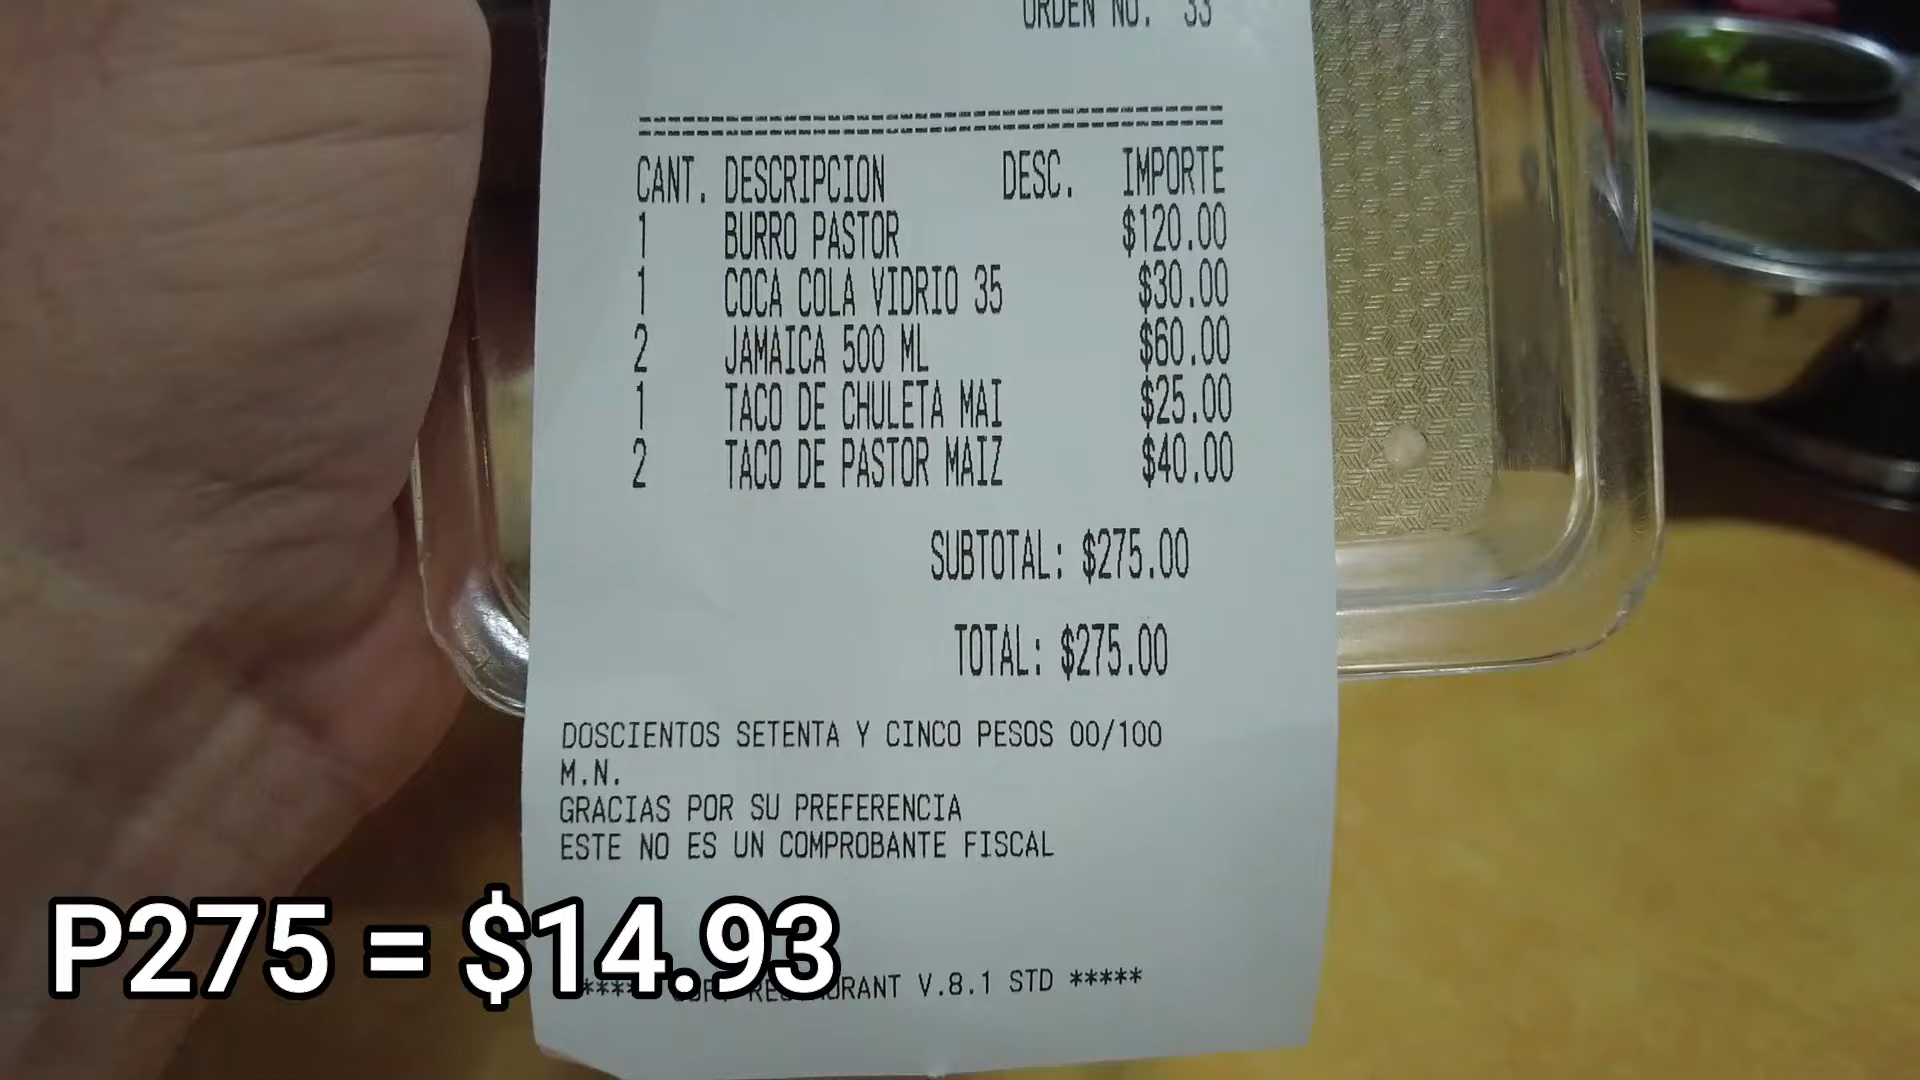 ORDEN NO. 33
========================================
CANT. DESCRIPCION DESC. IMPORTE
1 BURRO PASTOR $120.00
1 COCA COLA VIDRIO 35 $30.00
2 JAMAICA 500 ML $60.00
1 TACO DE CHULETA MAI $25.00
2 TACO DE PASTOR MAIZ $40.00
SUBTOTAL: $275.00
TOTAL: $275.00
DOSCIENTOS SETENTA Y CINCO PESOS 00/100
M.N.
GRACIAS POR SU PREFERENCIA
ESTE NO ES UN COMPROBANTE FISCAL
P275 = $14.93
V.8.1 STD *****